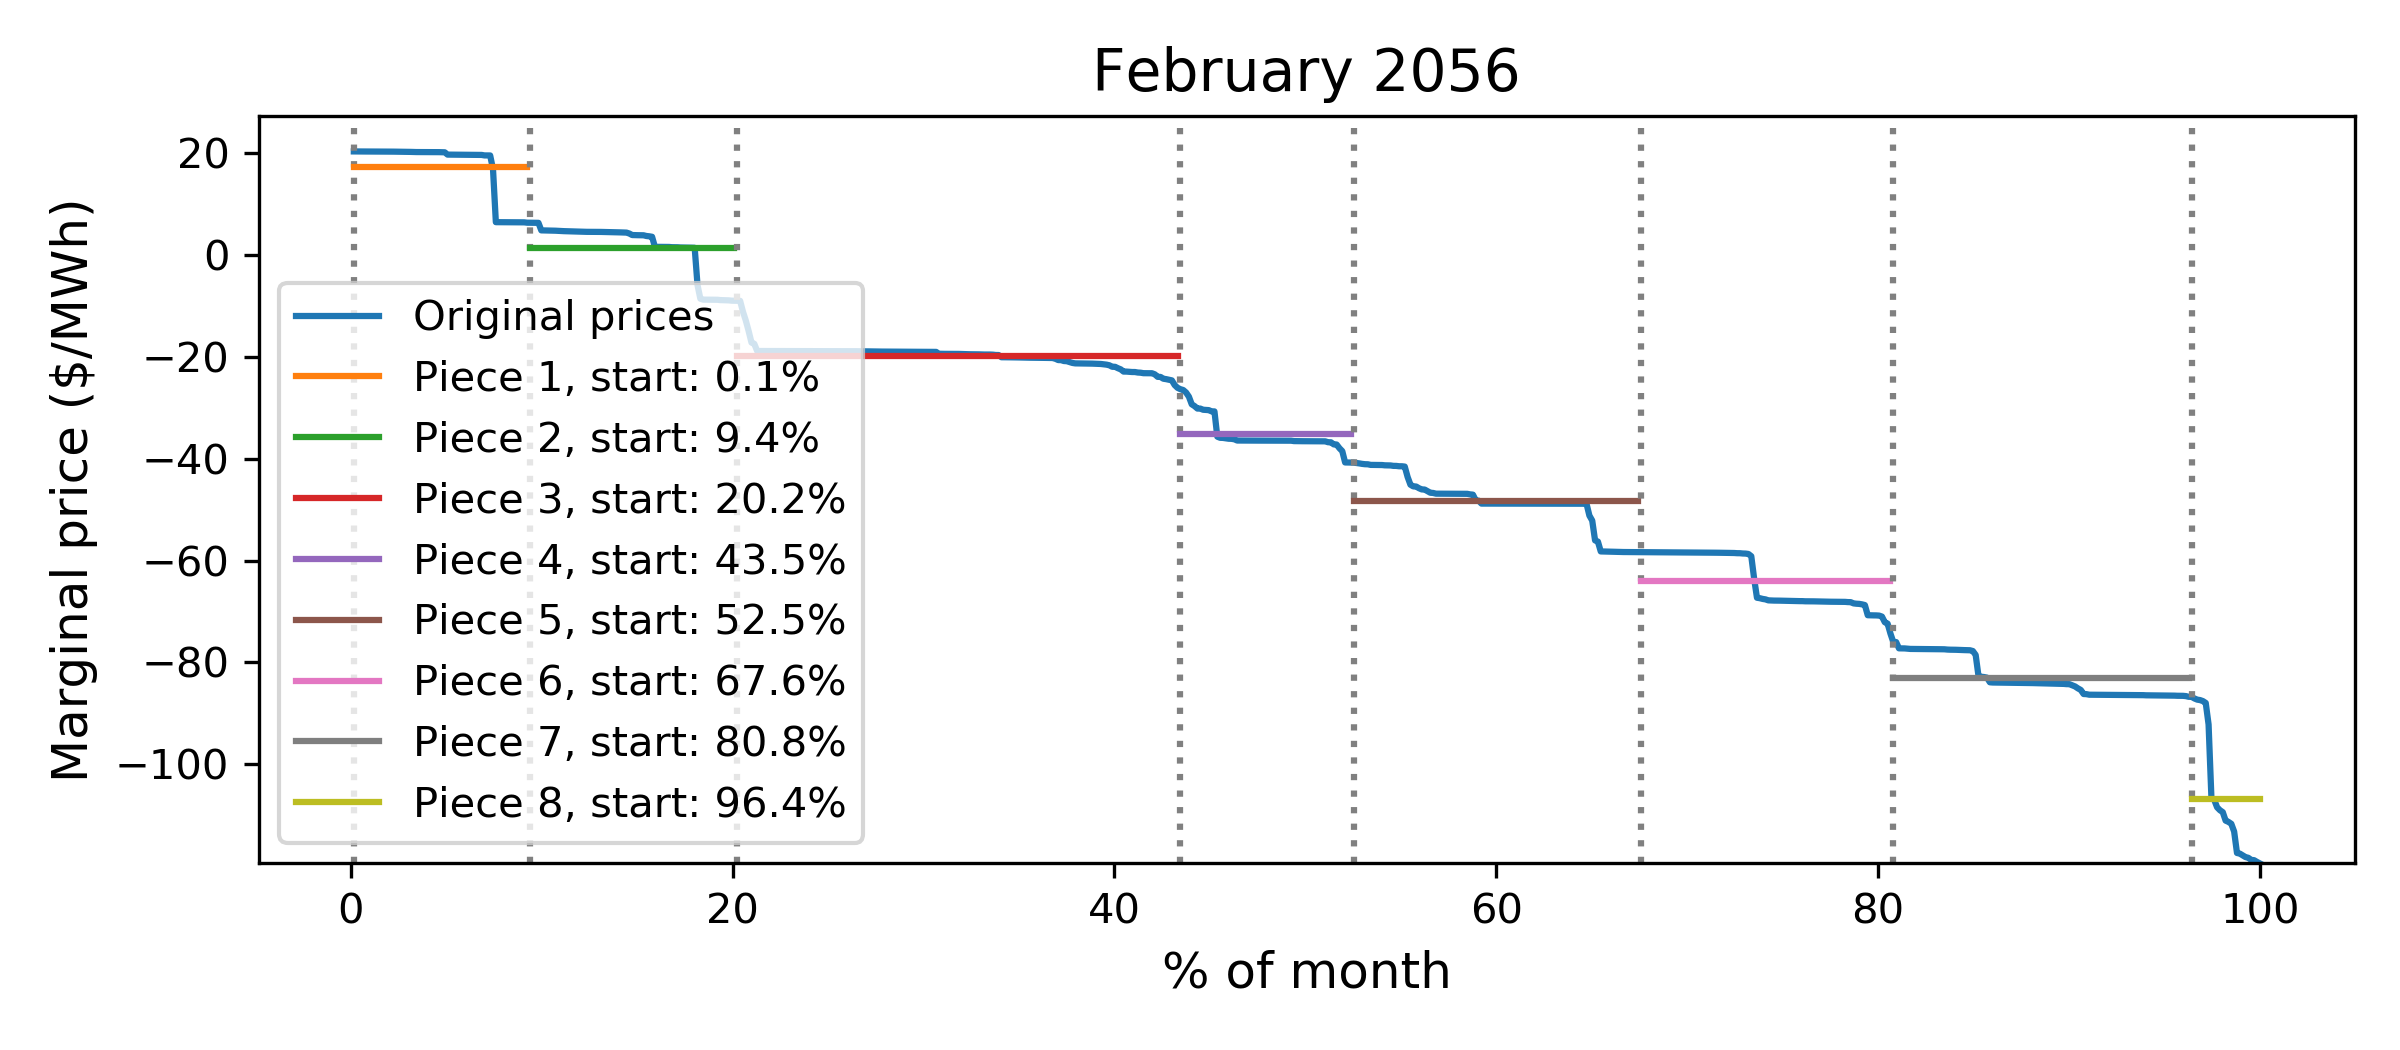 February 2056
Marginal price ($/MWh)
20
0
−20
−40
−60
−80
−100
Original prices
Piece 1, start: 0.1%
Piece 2, start: 9.4%
Piece 3, start: 20.2%
Piece 4, start: 43.5%
Piece 5, start: 52.5%
Piece 6, start: 67.6%
Piece 7, start: 80.8%
Piece 8, start: 96.4%
0 20 40 60 80 100
% of month